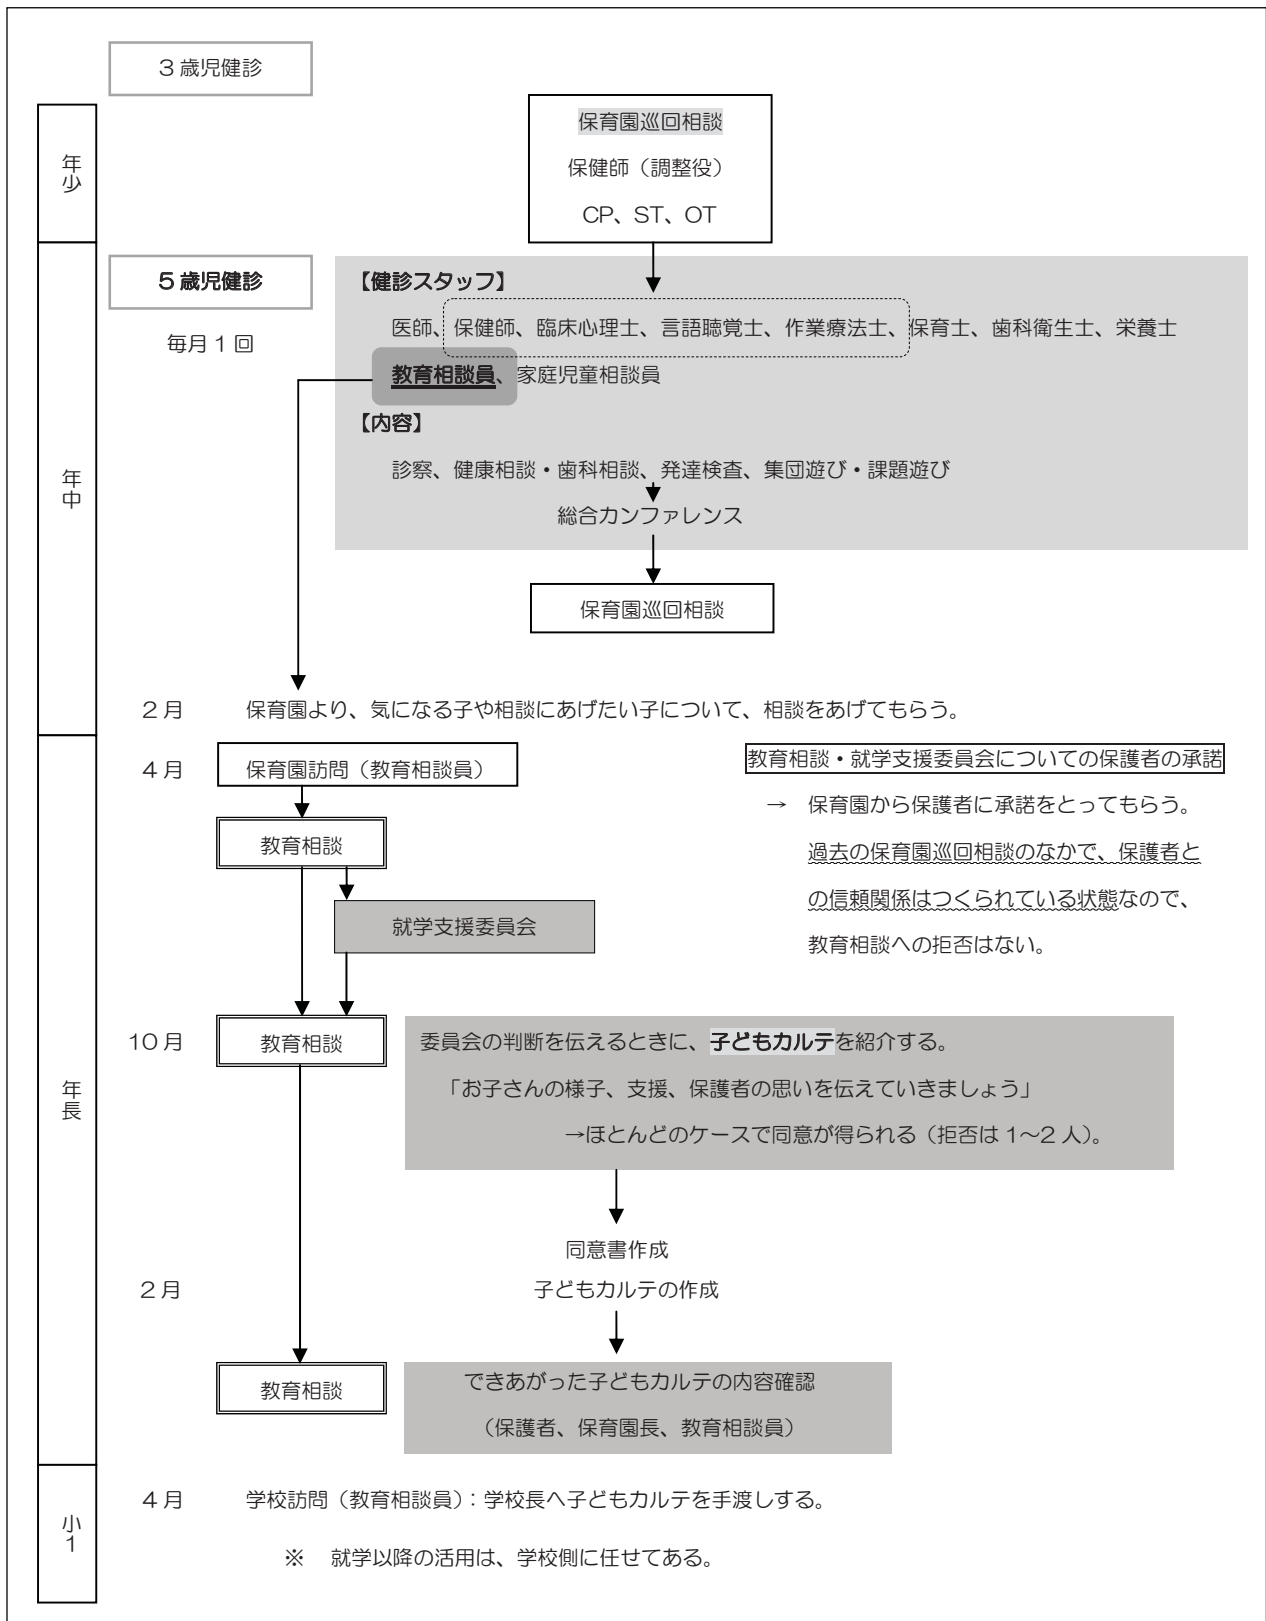 3歳児健診
年少
保育園巡回相談
保健師（調整役）
CP、ST、OT
年中
5歳児健診
毎月1回
【健診スタッフ】
医師、保健師、臨床心理士、言語聴覚士、作業療法士、保育士、歯科衛生士、栄養士
教育相談員、家庭児童相談員
【内容】
診察、健康相談・歯科相談、発達検査、集団遊び・課題遊び
総合カンファレンス
保育園巡回相談
2月 保育園より、気になる子や相談にあげたい子について、相談をあげてもらう。
年長
4月 保育園訪問（教育相談員）
教育相談・就学支援委員会についての保護者の承諾
→ 保育園から保護者に承諾をとってもらう。
過去の保育園巡回相談のなかで、保護者と
の信頼関係はつくられている状態なので、
教育相談への拒否はない。
教育相談
就学支援委員会
10月 教育相談
委員会の判断を伝えるときに、子どもカルテを紹介する。
「お子さんの様子、支援、保護者の思いを伝えていきましょう」
→ほとんどのケースで同意が得られる（拒否は1～2人）。
同意書作成
2月 子どもカルテの作成
教育相談
できあがった子どもカルテの内容確認
（保護者、保育園長、教育相談員）
小1
4月 学校訪問（教育相談員）：学校長へ子どもカルテを手渡しする。
※ 就学以降の活用は、学校側に任せてある。